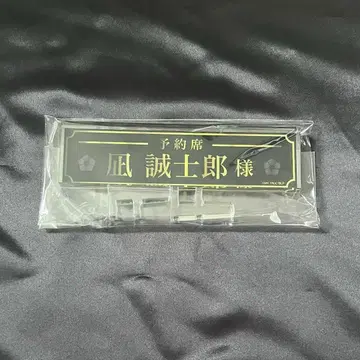 予約席
凪 誠士郎 様